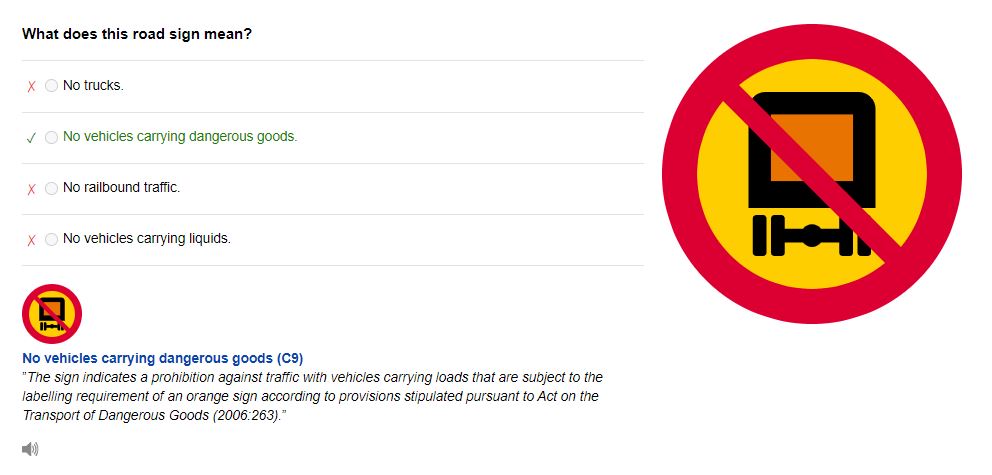 What does this road sign mean?
No trucks.
No vehicles carrying dangerous goods.
No railbound traffic.
No vehicles carrying liquids.
No vehicles carrying dangerous goods (C9)
"The sign indicates a prohibition against traffic with vehicles carrying loads that are subject to the
labelling requirement of an orange sign according to provisions stipulated pursuant to Act on the
Transport of Dangerous Goods (2006:263)."